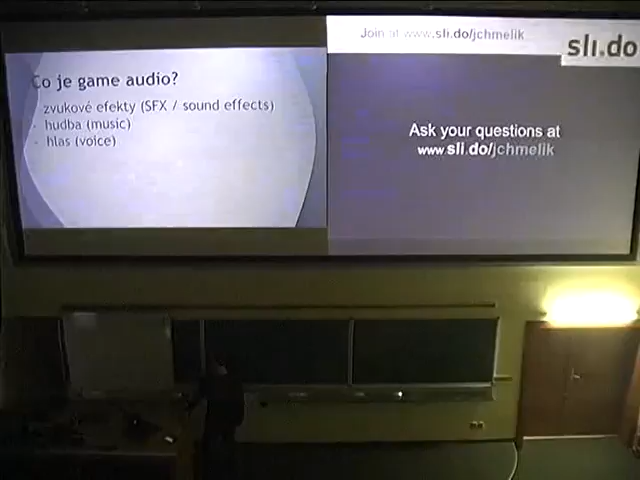 Co je game audio?
- zvukové efekty (SFX / sound effects)
- hudba (music)
- hlas (voice)
Join at www.sli.do/jchmelik
sli.do
Ask your questions at
www.sli.do/jchmelik